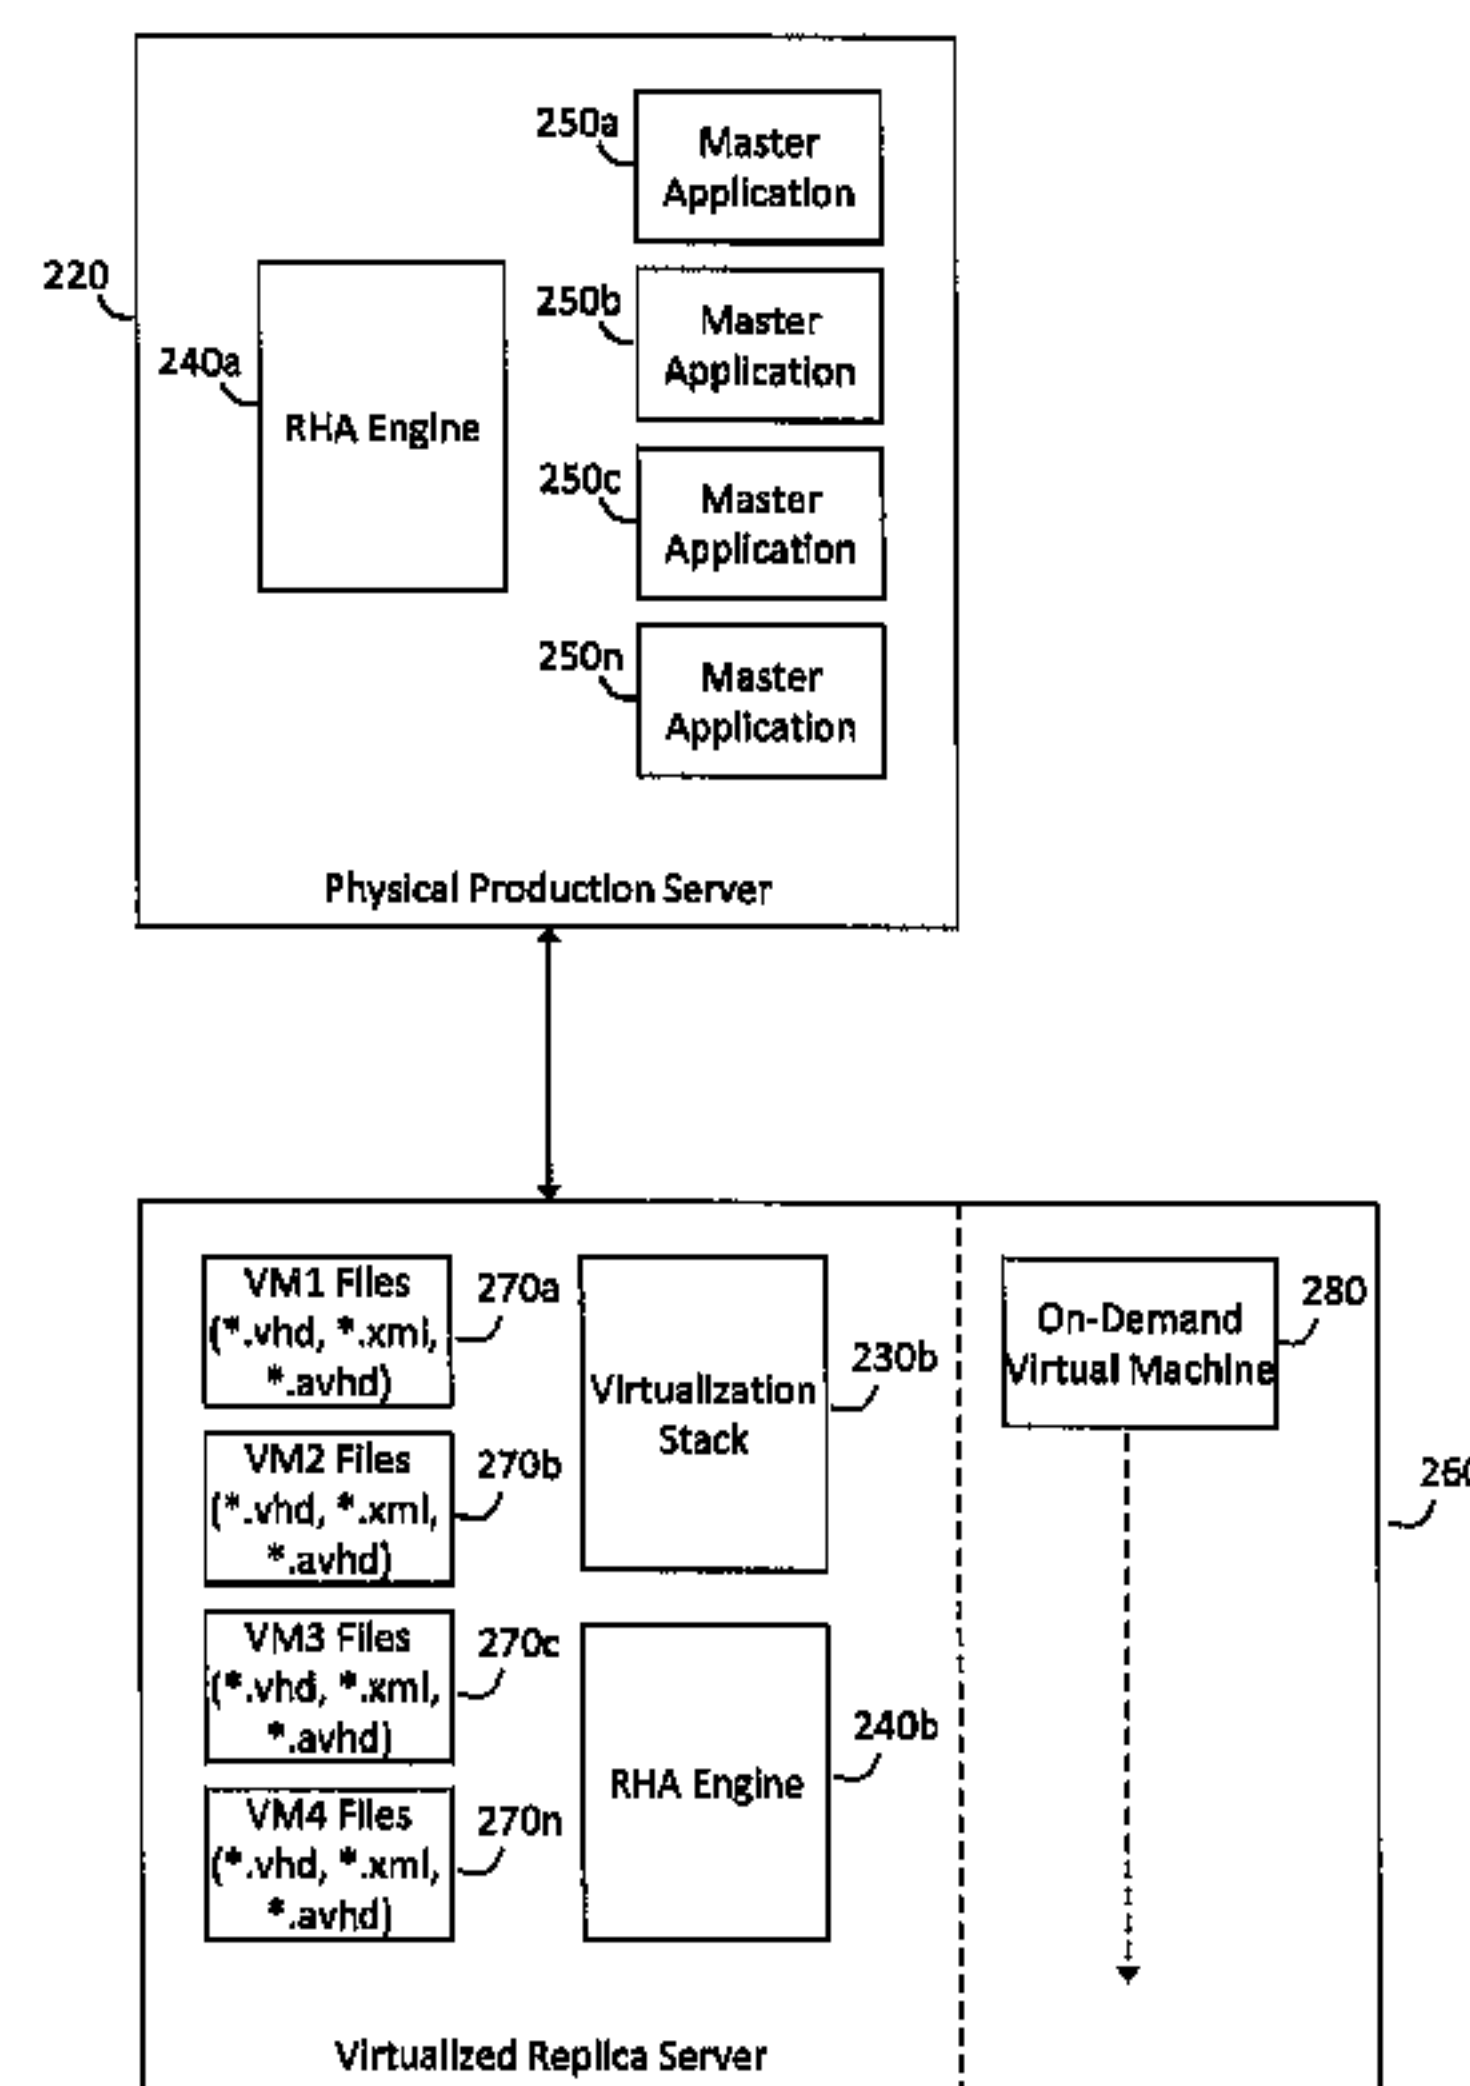 250a
Master
Application
220
250b
Master
Application
240a
RHA Engine
250c
Master
Application
250n
Master
Application
Physical Production Server
VM1 Files
(*.vhd, *.xml,
*.avhd)
270a
Virtualization
Stack
230b
On-Demand
Virtual Machine
280
VM2 Files
(*.vhd, *.xml,
*.avhd)
270b
260
VM3 Files
(*.vhd, *.xml,
*.avhd)
270c
RHA Engine
240b
VM4 Files
(*.vhd, *.xml,
*.avhd)
270n
Virtualized Replica Server